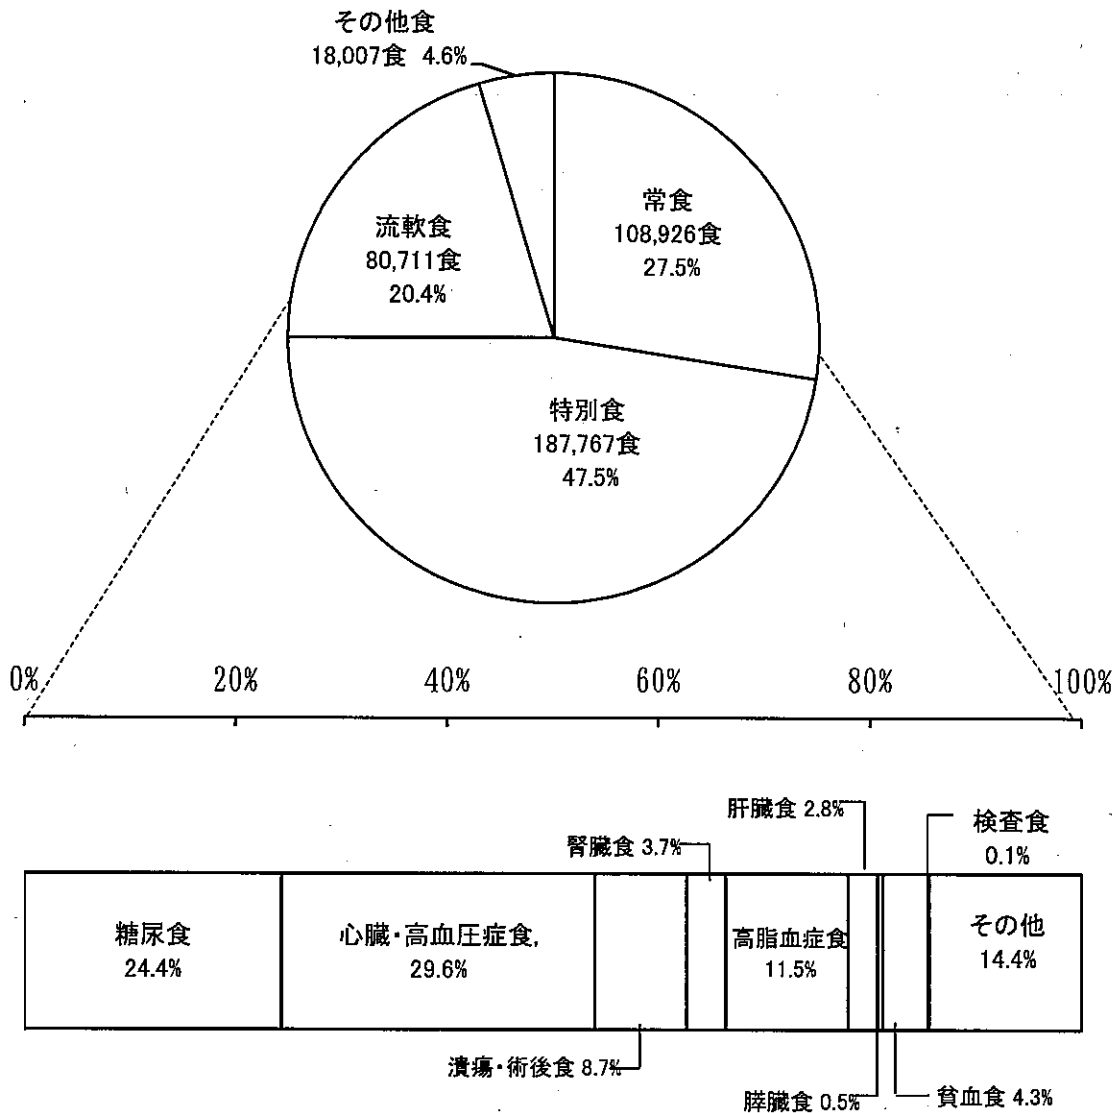 その他食
18,007食 4.6%
常食
108,926食
27.5%
流軟食
80,711食
20.4%
特別食
187,767食
47.5%
0% 20% 40% 60% 80% 100%
肝臓食 2.8%
検査食
0.1%
腎臓食 3.7%
糖尿食
24.4%
心臓・高血圧症食,
29.6%
高脂血症食
11.5%
その他
14.4%
潰瘍・術後食 8.7%
膵臓食 0.5%
貧血食 4.3%